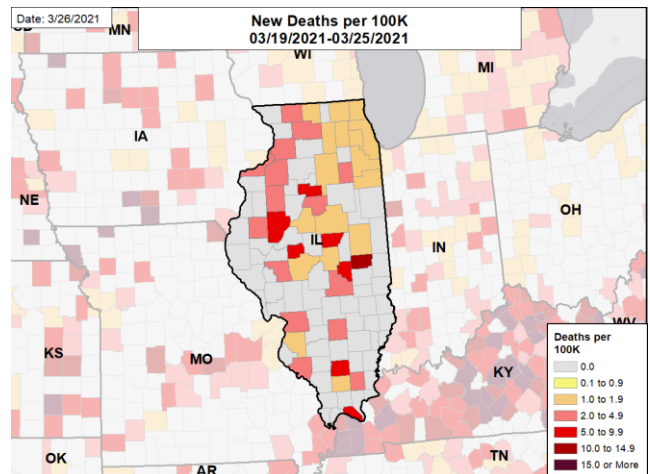 Date: 3/26/2021
New Deaths per 100K
03/19/2021-03/25/2021
SD
MN
WI
MI
IA
NE
IL
IN
OH
WV
KS
MO
KY
OK
AR
TN
Deaths per
100K
0.0
0.1 to 0.9
1.0 to 1.9
2.0 to 4.9
5.0 to 9.9
10.0 to 14.9
15.0 or More